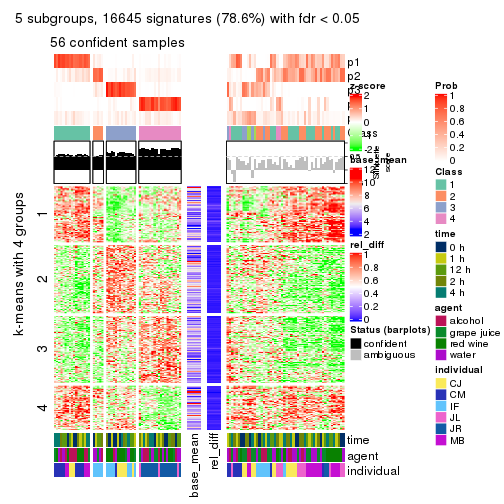 5 subgroups, 16645 signatures (78.6%) with fdr < 0.05
56 confident samples
p1
p2
k-means with 4 groups
1
2
3
4
time
agent
individual
base_mean
rel_diff
z-score
2
-2
base_mean
12
10
8
6
4
2
rel_diff
1
0.8
0.6
0.4
0.2
0
Status (barplots)
confident
ambiguous
Prob
1
0.8
0.6
0.4
0.2
0
Class
1
2
3
4
time
0 h
1 h
12 h
2 h
4 h
agent
alcohol
grape juice
red wine
water
individual
CJ
CM
IF
JL
JR
MB